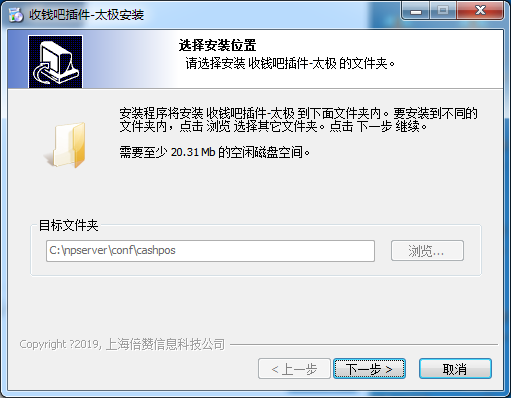 收钱吧插件-太极安装
选择安装位置
请选择安装 收钱吧插件-太极 的文件夹。
安装程序将安装 收钱吧插件-太极 到下面文件夹内。要安装到不同的
文件夹内，点击 浏览 选择其它文件夹。点击 下一步 继续。
需要至少 20.31 Mb 的空闲磁盘空间。
目标文件夹
C:\npserver\conf\cashpos
浏览...
Copyright ?2019, 上海倍赞信息科技公司
< 上一步
下一步 >
取消